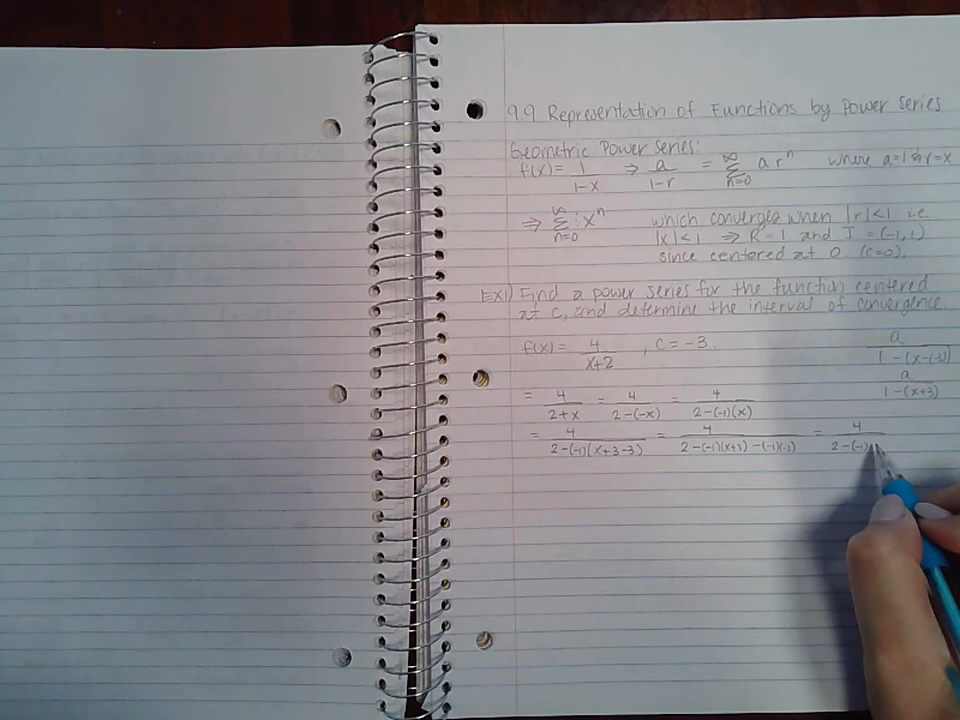 9.9 Representation of Functions by Power Series
Geometric Power Series:
f(x) = 1/(1-x) ⇒ a/(1-r) = ∞Σn=0 a r^n where a=1 & r=x
⇒ ∞Σn=0 x^n which converges when |r|<1 i.e
|x|<1 ⇒ R=1 and I = (-1,1)
since centered at 0. (c=0).
EX1) Find a power series for the function centered
at c, and determine the interval of convergence.
f(x) = 4/(x+2), c = -3. a/(1-(x-(-3)))
a/(1-(x+3))
= 4/(2+x) = 4/(2-(-x)) = 4/(2-(-1)(x))
= 4/(2-(-1)(x+3-3)) = 4/(2-(-1)(x+3)-(-1)(-3)) = 4/(2-(-1)(